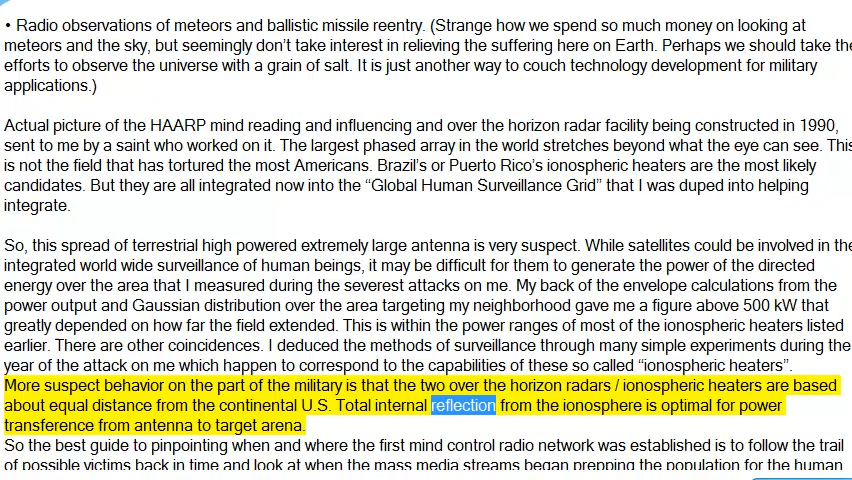 • Radio observations of meteors and ballistic missile reentry. (Strange how we spend so much money on looking at
meteors and the sky, but seemingly don't take interest in relieving the suffering here on Earth. Perhaps we should take the
efforts to observe the universe with a grain of salt. It is just another way to couch technology development for military
applications.)
Actual picture of the HAARP mind reading and influencing and over the horizon radar facility being constructed in 1990,
sent to me by a saint who worked on it. The largest phased array in the world stretches beyond what the eye can see. This
is not the field that has tortured the most Americans. Brazil's or Puerto Rico's ionospheric heaters are the most likely
candidates. But they are all integrated now into the “Global Human Surveillance Grid” that I was duped into helping
integrate.
So, this spread of terrestrial high powered extremely large antenna is very suspect. While satellites could be involved in the
integrated world wide surveillance of human beings, it may be difficult for them to generate the power of the directed
energy over the area that I measured during the severest attacks on me. My back of the envelope calculations from the
power output and Gaussian distribution over the area targeting my neighborhood gave me a figure above 500 kW that
greatly depended on how far the field extended. This is within the power ranges of most of the ionospheric heaters listed
earlier. There are other coincidences. I deduced the methods of surveillance through many simple experiments during the
year of the attack on me which happen to correspond to the capabilities of these so called “ionospheric heaters”.
More suspect behavior on the part of the military is that the two over the horizon radars / ionospheric heaters are based
about equal distance from the continental U.S. Total internal reflection from the ionosphere is optimal for power
transference from antenna to target arena.
So the best guide to pinpointing when and where the first mind control radio network was established is to follow the trail
of possible victims back in time and look at when the mass media streams began prepping the population for the human